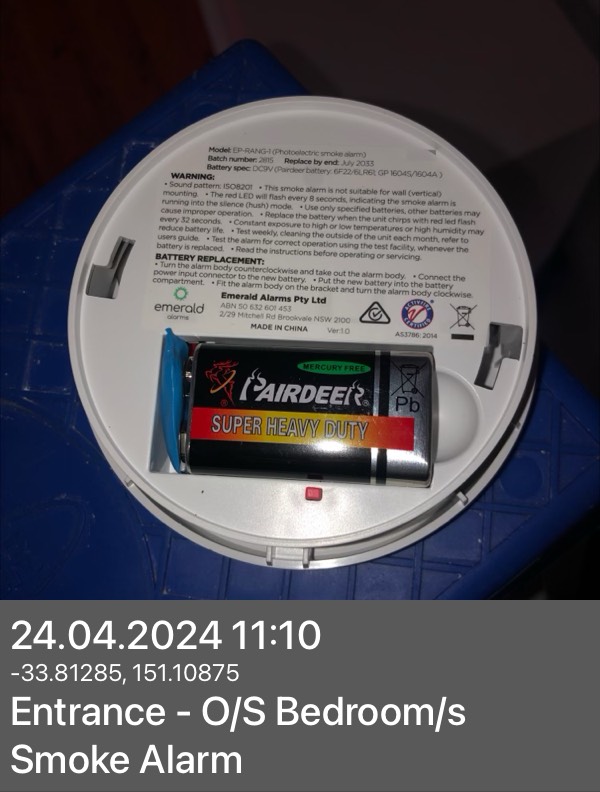 Model: EP-RANG-1 (Photoelectric smoke alarm)
Batch number: 2815 Replace by end: July 2033
Battery spec: DC9V (Pairdeer battery: 6F22/6LR61; GP 1604S/1604A )
WARNING:
• Sound pattern: ISO8201 • This smoke alarm is not suitable for wall (vertical)
mounting. • The red LED will flash every 8 seconds, indicating the smoke alarm is
running into the silence (hush) mode. • Use only specified batteries, other batteries may
cause improper operation. • Replace the battery when the unit chirps with red led flash
every 32 seconds. • Constant exposure to high or low temperatures or high humidity may
reduce battery life. • Test weekly, cleaning the outside of the unit each month, refer to
users guide. • Test the alarm for correct operation using the test facility, whenever the
battery is replaced. • Read the instructions before operating or servicing.
BATTERY REPLACEMENT:
• Turn the alarm body counterclockwise and take out the alarm body. • Connect the
power input connector to the new battery. • Put the new battery into the battery
compartment. • Fit the alarm body on the bracket and turn the alarm body clockwise.
emerald
alarms
Emerald Alarms Pty Ltd
ABN 50 632 601 453
2/29 Mitchell Rd Brookvale NSW 2100
MADE IN CHINA Ver:1.0
AS3786: 2014
MERCURY FREE
PAIRDEER
SUPER HEAVY DUTY
Pb
24.04.2024 11:10
-33.81285, 151.10875
Entrance - O/S Bedroom/s
Smoke Alarm